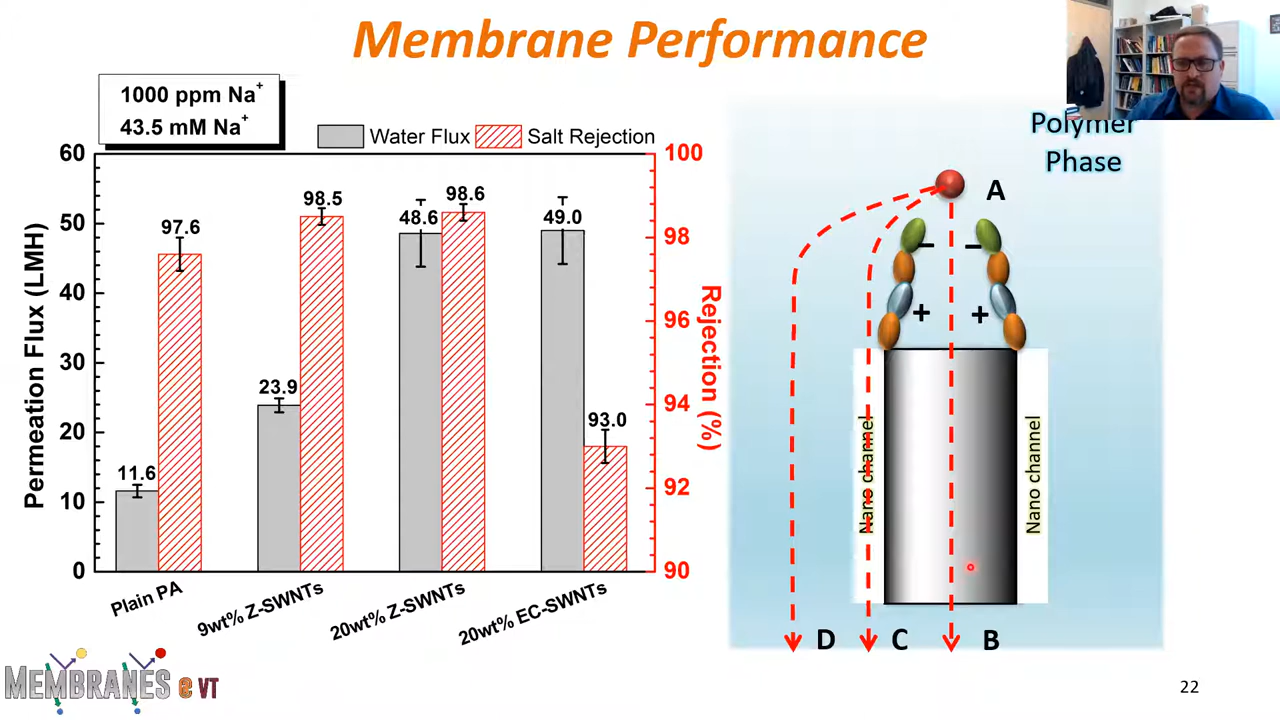 Membrane Performance
1000 ppm Na+
43.5 mM Na+
Water Flux
Salt Rejection
Permeation Flux (LMH)
60
50
40
30
20
10
0
11.6
97.6
23.9
98.5
48.6
98.6
49.0
93.0
Plain PA
9wt% Z-SWNTs
20wt% Z-SWNTs
20wt% EC-SWNTs
100
98
96
94
92
90
Rejection (%)
Polymer
Phase
A
− −
+ +
Nano channel
Nano channel
D C B
MEMBRANES @ VT
22